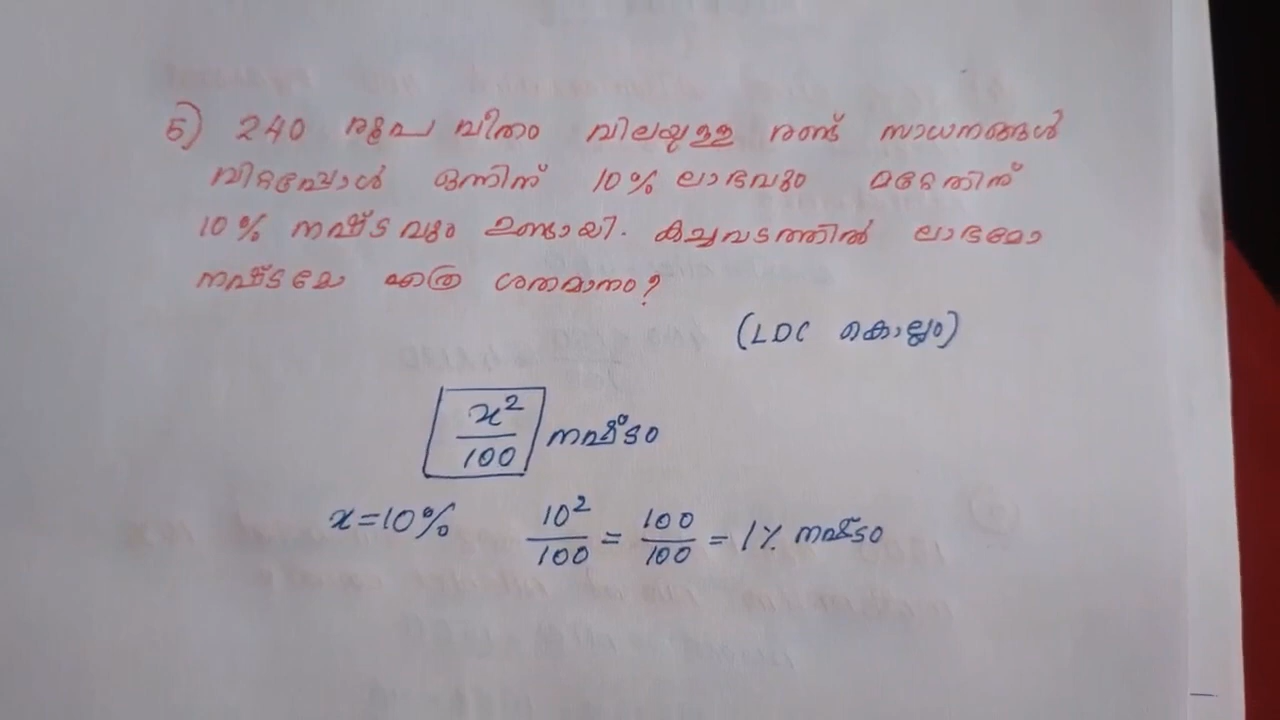 5) 240 രൂപ വീതം വിലയുള്ള രണ്ട് സാധനങ്ങൾ
വിറ്റപ്പോൾ ഒന്നിന് 10% ലാഭവും മറ്റേതിന്
10% നഷ്ടവും ഉണ്ടായി. കച്ചവടത്തിൽ ലാഭമോ
നഷ്ടമോ എത്ര ശതമാനം?
(LDC കൊല്ലം)
x²/100 നഷ്ടം
x=10% 10²/100 = 100/100 = 1% നഷ്ടം